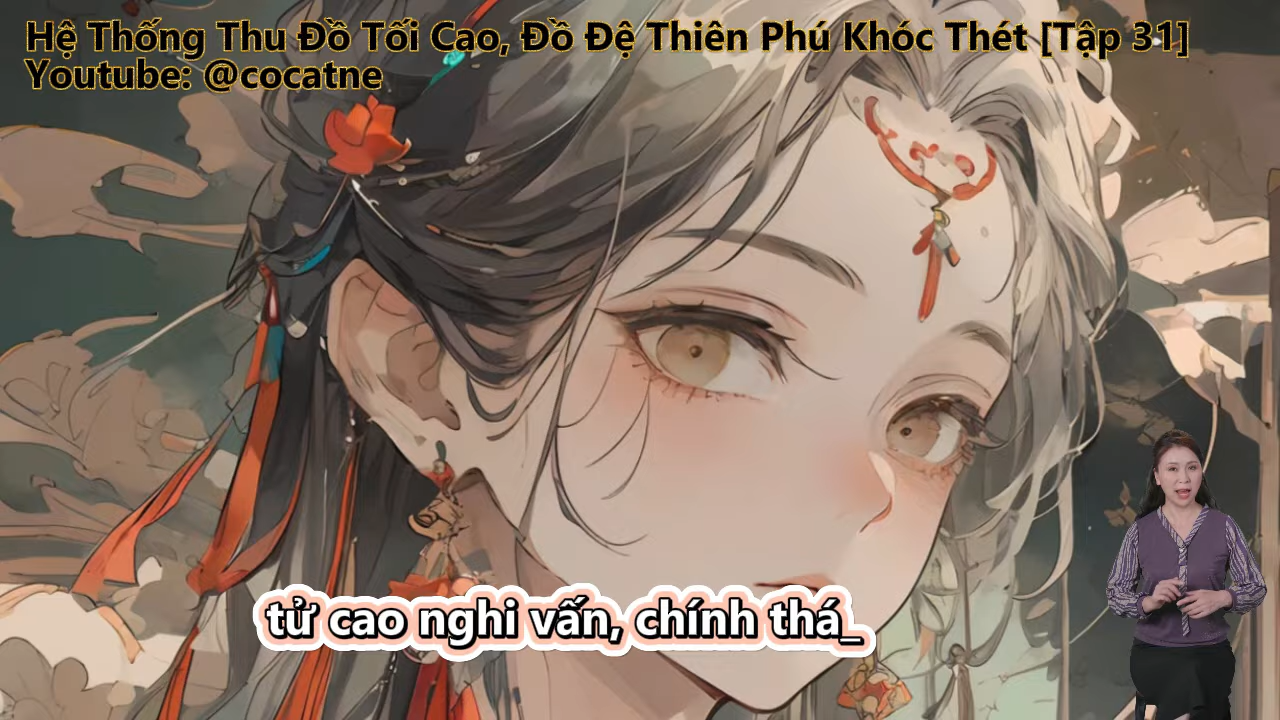 Hệ Thống Thu Đồ Tối Cao, Đồ Đệ Thiên Phú Khóc Thét [Tập 31]
Youtube: @cocatne
tử cao nghi vấn, chính thá_